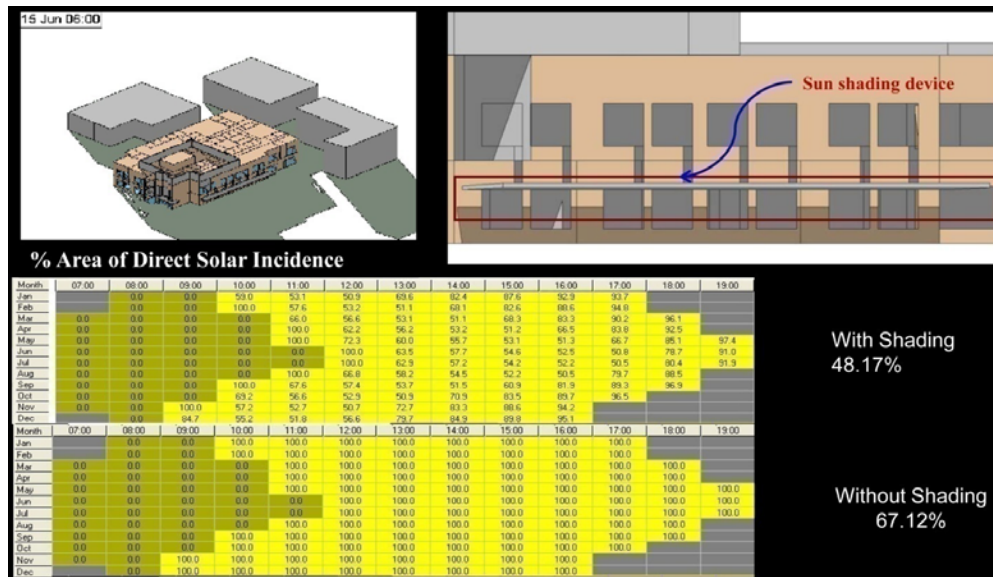 15 Jun 06:00
Sun shading device
% Area of Direct Solar Incidence
Month 07:00 08:00 09:00 10:00 11:00 12:00 13:00 14:00 15:00 16:00 17:00 18:00 19:00
Jan 0.0 0.0 59.0 53.1 50.9 69.6 82.4 87.6 92.9 93.7
Feb 0.0 0.0 100.0 57.6 53.2 51.1 68.1 82.6 88.6 94.8
Mar 0.0 0.0 0.0 0.0 66.0 56.6 53.1 51.1 68.3 83.3 90.2 96.1
Apr 0.0 0.0 0.0 0.0 100.0 62.2 56.2 53.2 51.2 66.5 83.8 92.5
May 0.0 0.0 0.0 0.0 100.0 72.3 60.0 55.7 53.1 51.3 66.7 85.1 97.4
Jun 0.0 0.0 0.0 0.0 0.0 100.0 63.5 57.7 54.6 52.5 50.8 78.7 91.0
Jul 0.0 0.0 0.0 0.0 0.0 100.0 62.9 57.2 54.2 52.2 50.5 80.4 91.9
Aug 0.0 0.0 0.0 0.0 100.0 66.8 58.2 54.5 52.2 50.5 79.7 88.5
Sep 0.0 0.0 0.0 100.0 67.6 57.4 53.7 51.5 60.9 81.9 89.3 96.9
Oct 0.0 0.0 0.0 69.2 56.6 52.9 50.9 70.9 83.5 89.7 96.5
Nov 0.0 0.0 100.0 57.2 52.7 50.7 72.7 83.3 88.6 94.2
Dec 0.0 84.7 55.2 51.8 56.6 79.7 84.9 89.8 95.1
With Shading
48.17%
Month 07:00 08:00 09:00 10:00 11:00 12:00 13:00 14:00 15:00 16:00 17:00 18:00 19:00
Jan 0.0 0.0 100.0 100.0 100.0 100.0 100.0 100.0 100.0 100.0
Feb 0.0 0.0 100.0 100.0 100.0 100.0 100.0 100.0 100.0 100.0
Mar 0.0 0.0 0.0 0.0 100.0 100.0 100.0 100.0 100.0 100.0 100.0 100.0
Apr 0.0 0.0 0.0 0.0 100.0 100.0 100.0 100.0 100.0 100.0 100.0 100.0
May 0.0 0.0 0.0 0.0 100.0 100.0 100.0 100.0 100.0 100.0 100.0 100.0 100.0
Jun 0.0 0.0 0.0 0.0 0.0 100.0 100.0 100.0 100.0 100.0 100.0 100.0 100.0
Jul 0.0 0.0 0.0 0.0 0.0 100.0 100.0 100.0 100.0 100.0 100.0 100.0 100.0
Aug 0.0 0.0 0.0 0.0 100.0 100.0 100.0 100.0 100.0 100.0 100.0 100.0
Sep 0.0 0.0 0.0 100.0 100.0 100.0 100.0 100.0 100.0 100.0 100.0 100.0
Oct 0.0 0.0 0.0 100.0 100.0 100.0 100.0 100.0 100.0 100.0 100.0
Nov 0.0 0.0 100.0 100.0 100.0 100.0 100.0 100.0 100.0 100.0
Dec 0.0 100.0 100.0 100.0 100.0 100.0 100.0 100.0 100.0
Without Shading
67.12%